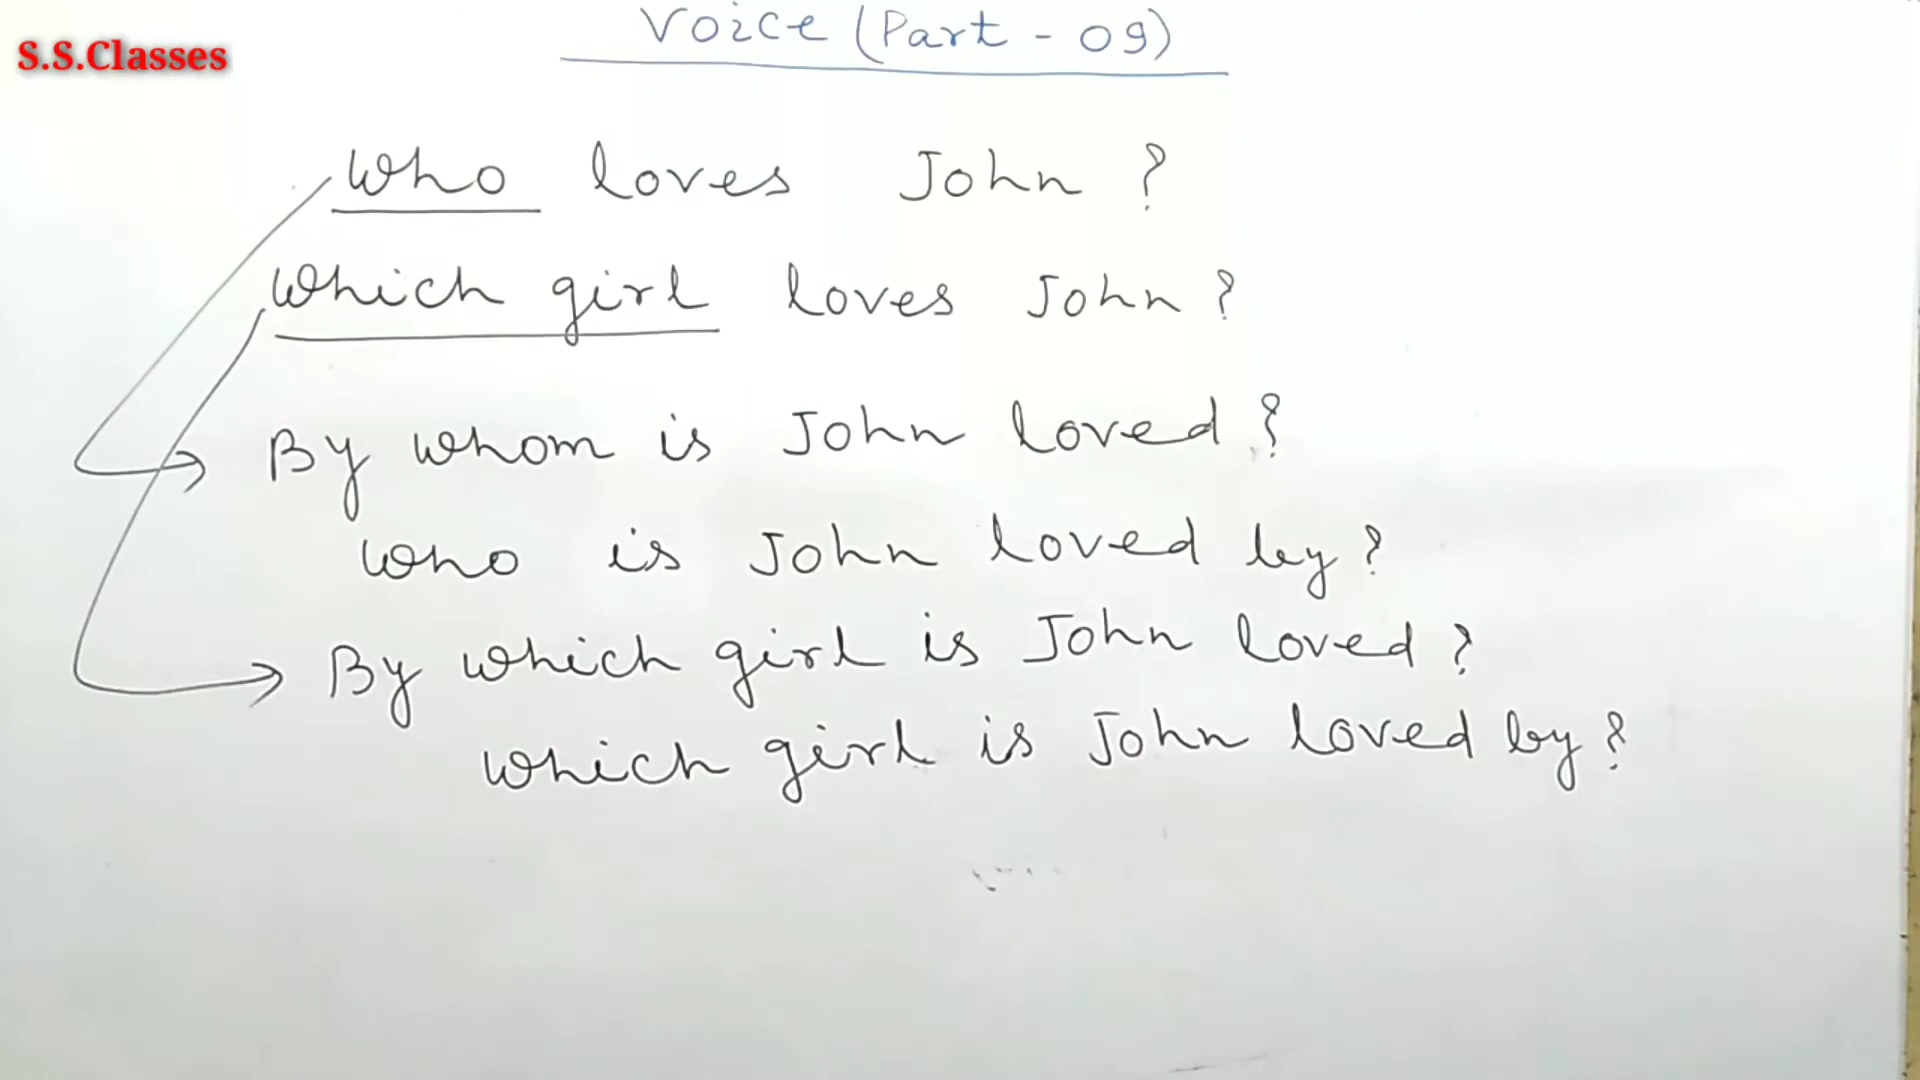 Voice (Part - 09)
S.S.Classes
Who loves John ?
Which girl loves John ?
By whom is John loved ?
who is John loved by ?
By which girl is John loved ?
which girl is John loved by ?